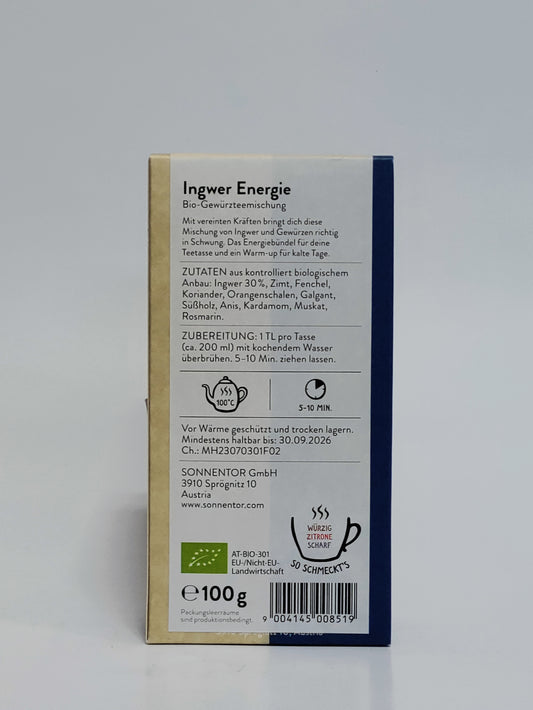 Ingwer Energie
Bio-Gewürzteemischung
Mit vereinten Kräften bringt dich diese
Mischung von Ingwer und Gewürzen richtig
in Schwung. Das Energiebündel für deine
Teetasse und ein Warm-up für kalte Tage.
ZUTATEN aus kontrolliert biologischem
Anbau: Ingwer 30%, Zimt, Fenchel,
Koriander, Orangenschalen, Galgant,
Süßholz, Anis, Kardamom, Muskat,
Rosmarin.
ZUBEREITUNG: 1 TL pro Tasse
(ca. 200 ml) mit kochendem Wasser
überbrühen. 5–10 Min. ziehen lassen.
100°C
5-10 MIN.
Vor Wärme geschützt und trocken lagern.
Mindestens haltbar bis: 30.09.2026
Ch.: MH23070301F02
SONNENTOR GmbH
3910 Sprögnitz 10
Austria
www.sonnentor.com
WÜRZIG
ZITRONE
SCHARF
SO SCHMECKT'S
AT-BIO-301
EU-/Nicht-EU-
Landwirtschaft
℮100g
Packungsleerräume
sind produktionsbedingt.
9 004145 008519